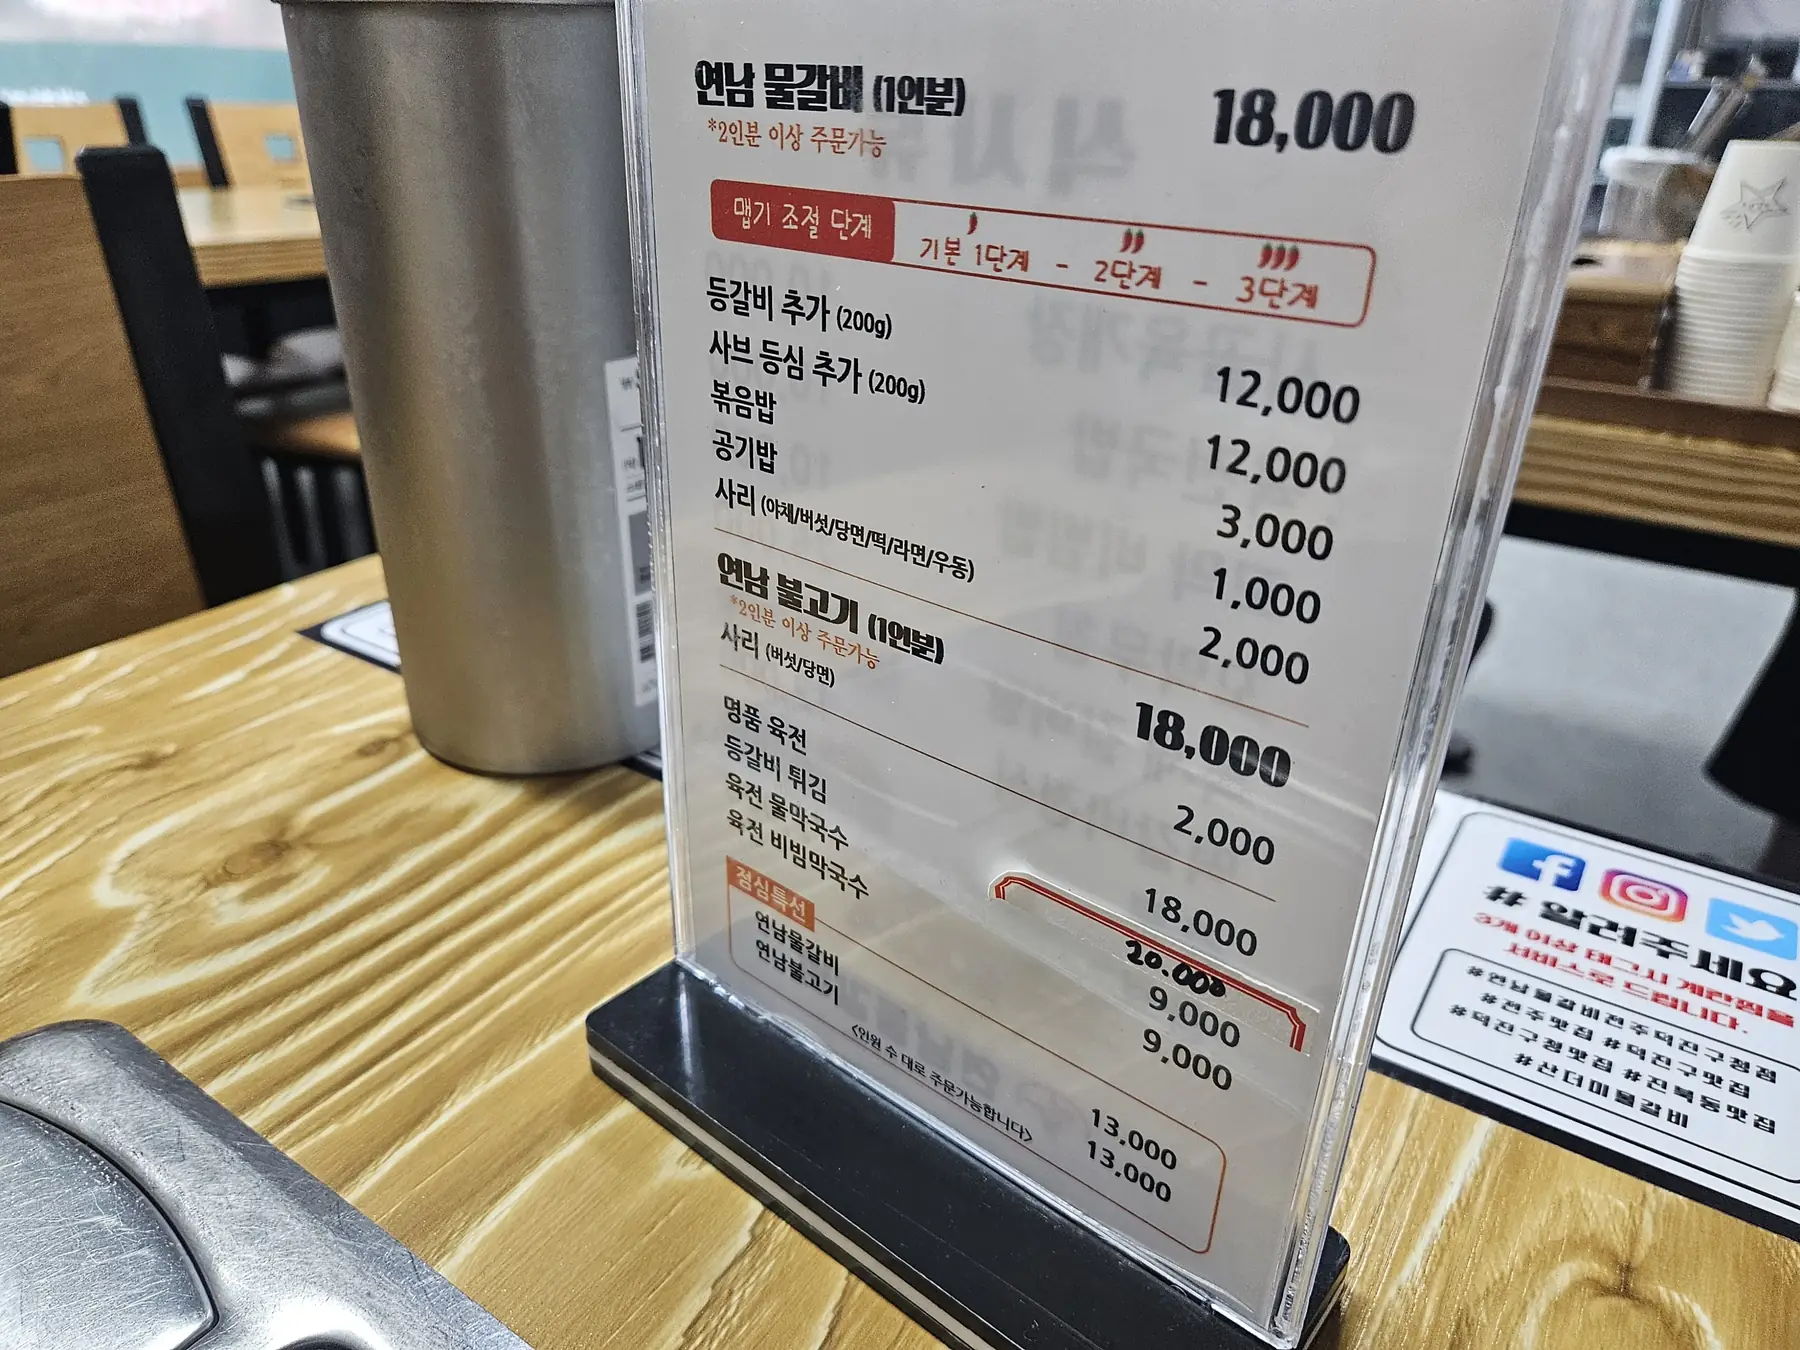 연남 물갈비 (1인분) 18,000
*2인분 이상 주문가능
맵기 조절 단계 기본 1단계 - 2단계 - 3단계
등갈비 추가 (200g) 12,000
샤브 등심 추가 (200g) 12,000
볶음밥 3,000
공기밥 1,000
사리 (야채/버섯/당면/떡/라면/우동) 2,000
연남 불고기 (1인분) 18,000
*2인분 이상 주문가능
사리 (버섯/당면) 2,000
명품 육전 18,000
등갈비 튀김 20.000
육전 물막국수 9,000
육전 비빔막국수 9,000
점심특선
연남물갈비 13.000
연남불고기 13,000
<인원 수 대로 주문가능합니다>
# 알려주세요
3개 이상 태그시 계란찜을
서비스로 드립니다.
#연남물갈비전주덕진구청점
#전주맛집 #덕진구맛집
#덕진구청맛집 #진북동맛집
#산더미물갈비